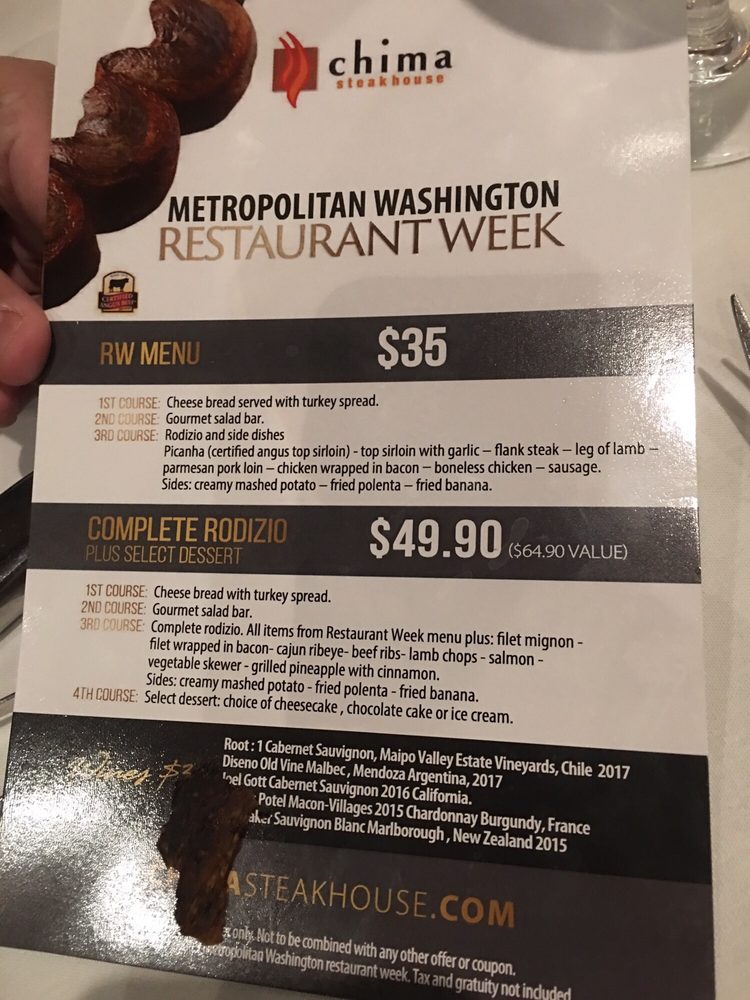 chima
steakhouse
METROPOLITAN WASHINGTON
RESTAURANT WEEK
CERTIFIED
ANGUS BEEF
RW MENU $35
1ST COURSE: Cheese bread served with turkey spread.
2ND COURSE: Gourmet salad bar.
3RD COURSE: Rodizio and side dishes
Picanha (certified angus top sirloin) - top sirloin with garlic – flank steak – leg of lamb –
parmesan pork loin – chicken wrapped in bacon – boneless chicken – sausage.
Sides: creamy mashed potato – fried polenta – fried banana.
COMPLETE RODIZIO $49.90 ($64.90 VALUE)
PLUS SELECT DESSERT
1ST COURSE: Cheese bread with turkey spread.
2ND COURSE: Gourmet salad bar.
3RD COURSE: Complete rodizio. All items from Restaurant Week menu plus: filet mignon -
filet wrapped in bacon- cajun ribeye- beef ribs- lamb chops - salmon -
vegetable skewer - grilled pineapple with cinnamon.
Sides: creamy mashed potato - fried polenta - fried banana.
4TH COURSE: Select dessert: choice of cheesecake , chocolate cake or ice cream.
Wines
Root : 1 Cabernet Sauvignon, Maipo Valley Estate Vineyards, Chile 2017
Diseno Old Vine Malbec , Mendoza Argentina, 2017
Joel Gott Cabernet Sauvignon 2016 California.
Potel Macon-Villages 2015 Chardonnay Burgundy, France
Sauvignon Blanc Marlborough , New Zealand 2015
STEAKHOUSE.COM
only. Not to be combined with any other offer or coupon.
Washington restaurant week. Tax and gratuity not included